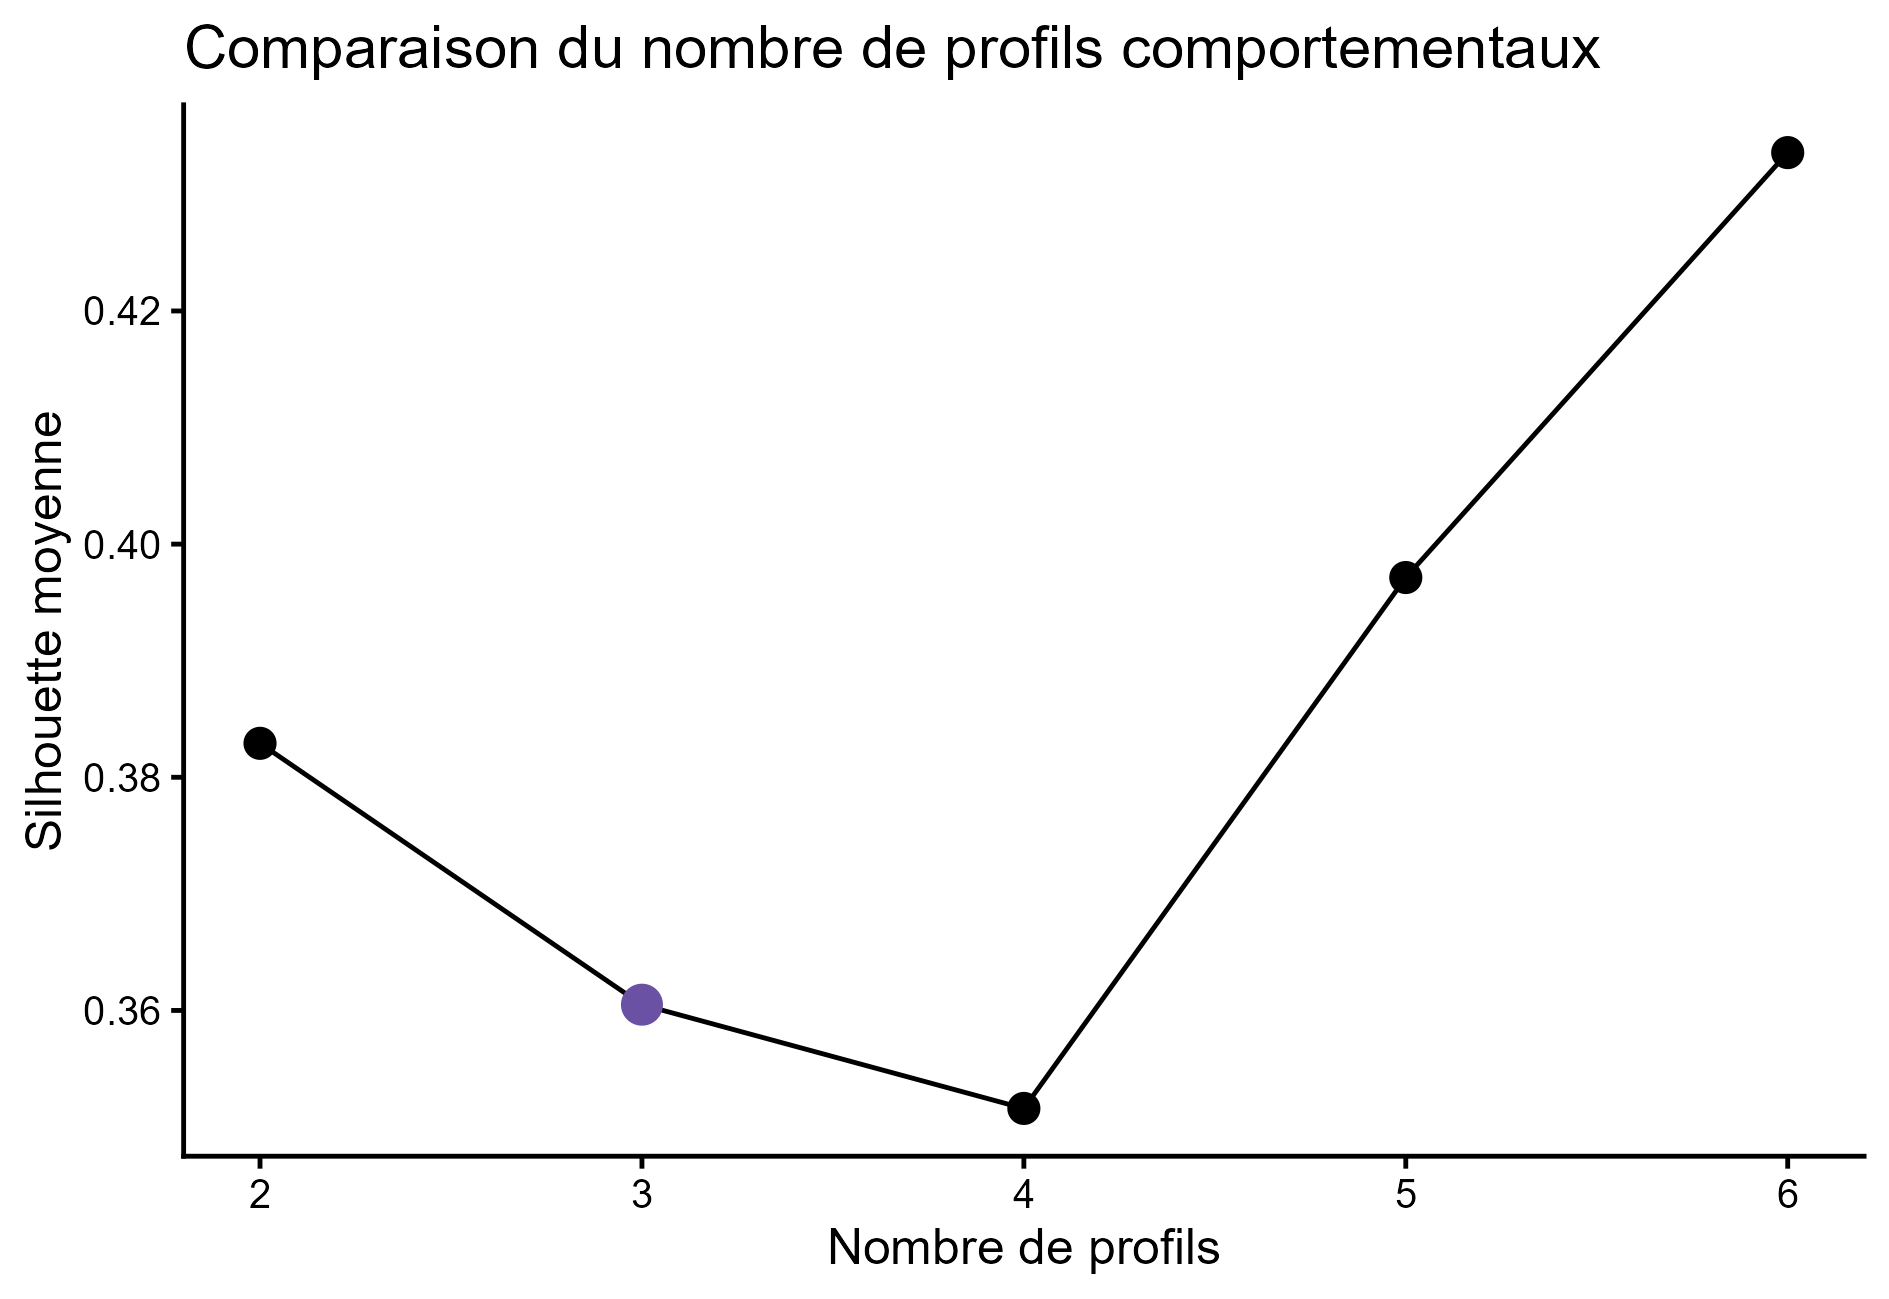 Comparaison du nombre de profils comportementaux
Silhouette moyenne
0.42
0.40
0.38
0.36
2 3 4 5 6
Nombre de profils